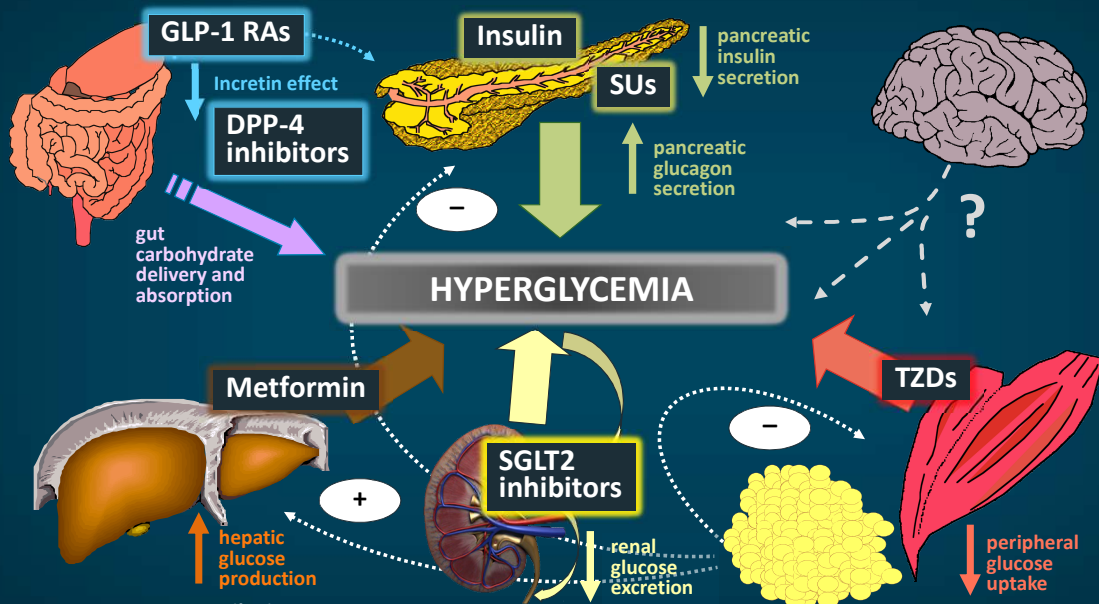 GLP-1 RAs
Incretin effect
DPP-4
inhibitors
Insulin
SUs
pancreatic
insulin
secretion
pancreatic
glucagon
secretion
?
–
gut
carbohydrate
delivery and
absorption
HYPERGLYCEMIA
Metformin
TZDs
–
SGLT2
inhibitors
+
hepatic
glucose
production
renal
glucose
excretion
peripheral
glucose
uptake